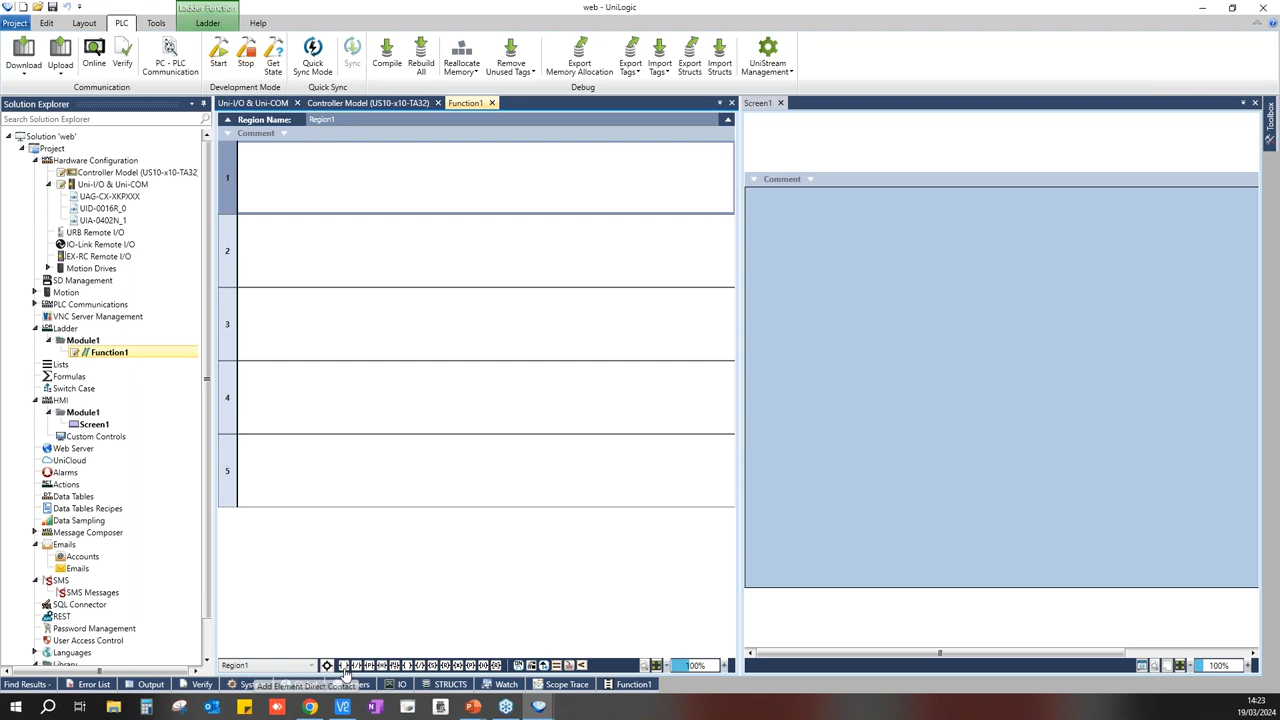 web - UniLogic
Ladder Function
Project Edit Layout PLC Tools Ladder Help
Download Upload Online Verify PC - PLC Communication Start Stop Get State Quick Sync Mode Sync Compile Rebuild All Reallocate Memory Remove Unused Tags Export Memory Allocation Export Tags Import Tags Export Structs Import Structs UniStream Management
Communication Development Mode Quick Sync Debug
Solution Explorer
Uni-I/O & Uni-COM Controller Model (US10-x10-TA32) Function1 Screen1
Toolbox
Search Solution Explorer
Region Name: Region1
Comment
Comment
Solution 'web'
Project
Hardware Configuration
Controller Model (US10-x10-TA32
Uni-I/O & Uni-COM
UAG-CX-XKPXXX
UID-0016R_0
UIA-0402N_1
URB Remote I/O
IO-Link Remote I/O
EX-RC Remote I/O
Motion Drives
SD Management
Motion
PLC Communications
VNC Server Management
Ladder
Module1
Function1
Lists
Formulas
Switch Case
HMI
Module1
Screen1
Custom Controls
Web Server
UniCloud
Alarms
Actions
Data Tables
Data Tables Recipes
Data Sampling
Message Composer
Emails
Accounts
Emails
SMS
SMS Messages
SQL Connector
REST
Password Management
User Access Control
Languages
Library
1
2
3
4
5
Region1 100% 100%
Find Results Error List Output Verify IO STRUCTS Watch Scope Trace Function1
Add Element Direct Contact
14:23
19/03/2024